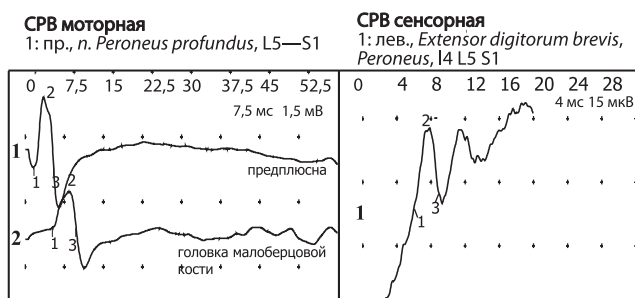 СРВ моторная
1: пр., n. Peroneus profundus, L5—S1
0 7,5 15 22,5 30 37,5 45 52,5
7,5 мс 1,5 мВ
2
1
1
3
предплюсна
2
2
1
3
головка малоберцовой
кости
СРВ сенсорная
1: лев., Extensor digitorum brevis,
Peroneus, l4 L5 S1
0 4 8 12 16 20 24 28
4 мс 15 мкВ
2
1
3
1